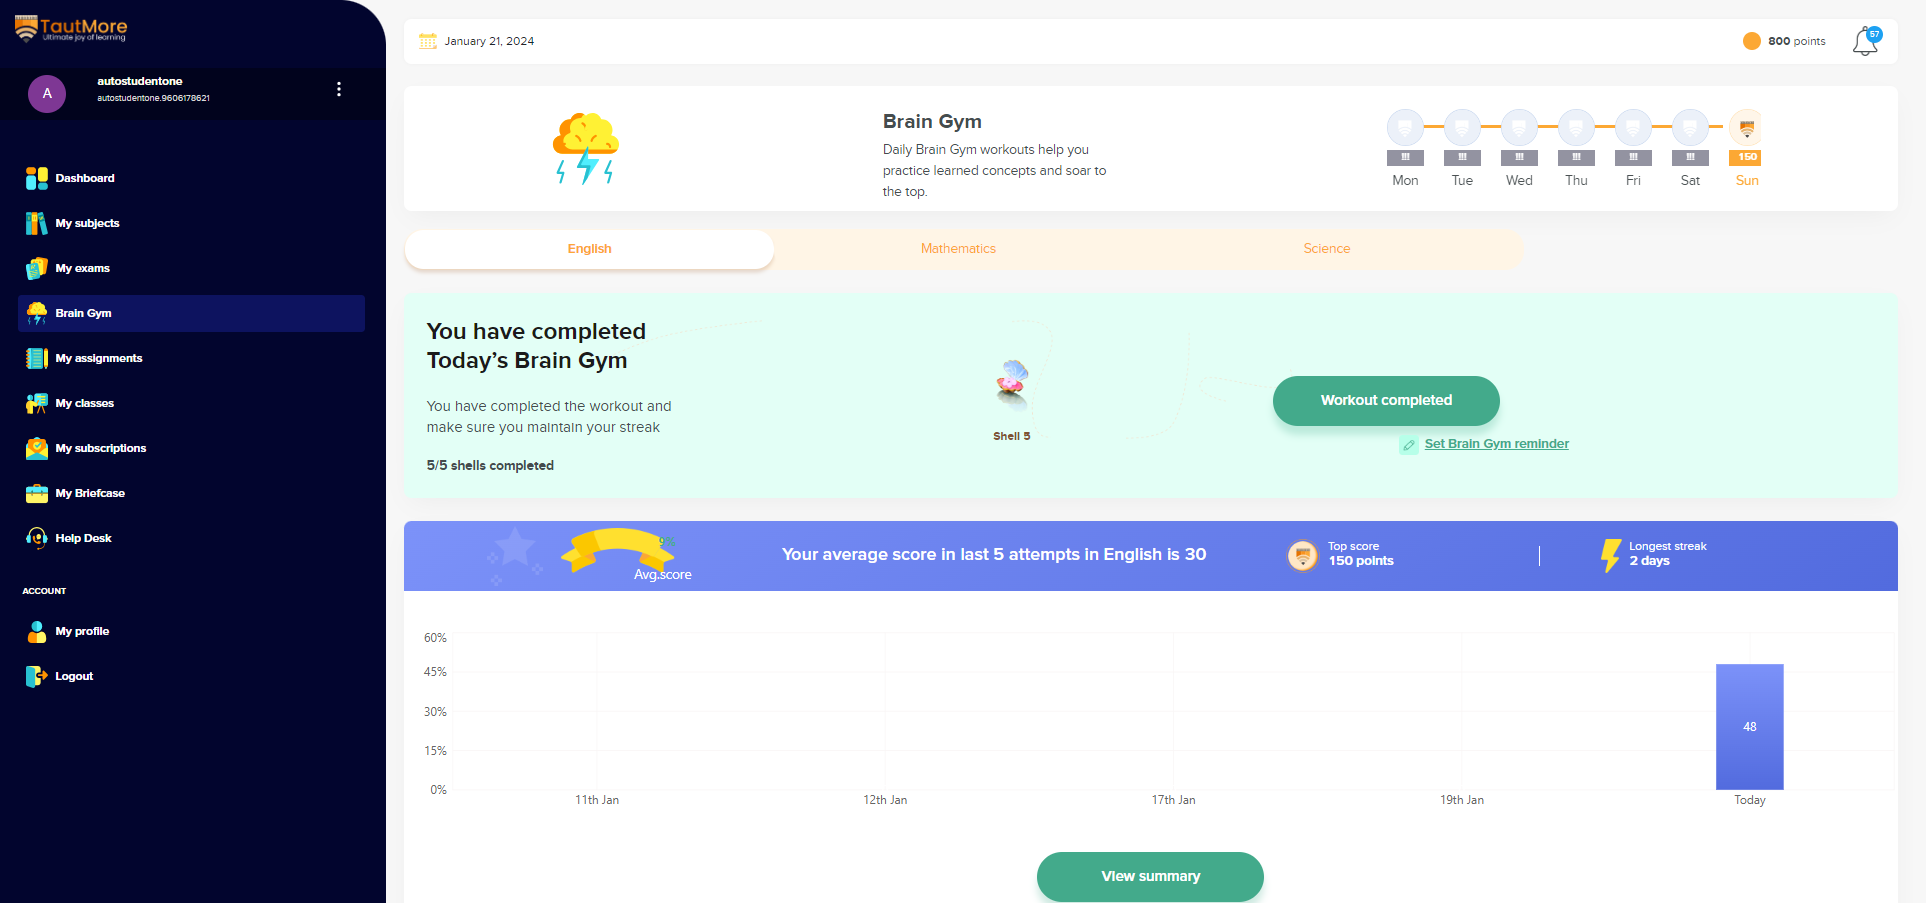 TautMore
Ultimate joy of learning
A
autostudentone
autostudentone.9606178621
Dashboard
My subjects
My exams
Brain Gym
My assignments
My classes
My subscriptions
My Briefcase
Help Desk
ACCOUNT
My profile
Logout
January 21, 2024
800 points
57
Brain Gym
Daily Brain Gym workouts help you
practice learned concepts and soar to
the top.
!!! !!! !!! !!! !!! !!! 150
Mon Tue Wed Thu Fri Sat Sun
English Mathematics Science
You have completed
Today’s Brain Gym
You have completed the workout and
make sure you maintain your streak
5/5 shells completed
Shell 5
Workout completed
Set Brain Gym reminder
Avg.score
Your average score in last 5 attempts in English is 30
Top score
150 points
Longest streak
2 days
60%
45%
30%
15%
0%
48
11th Jan 12th Jan 17th Jan 19th Jan Today
View summary